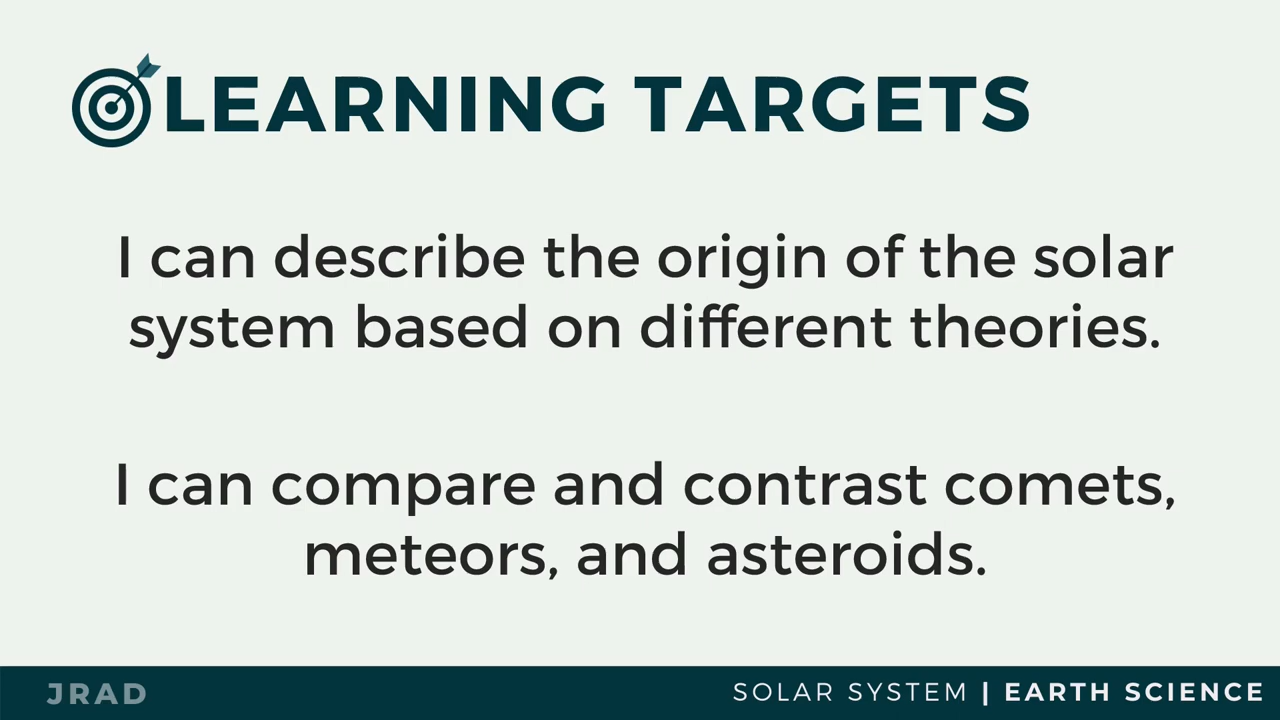 LEARNING TARGETS
I can describe the origin of the solar
system based on different theories.
I can compare and contrast comets,
meteors, and asteroids.
JRAD
SOLAR SYSTEM | EARTH SCIENCE